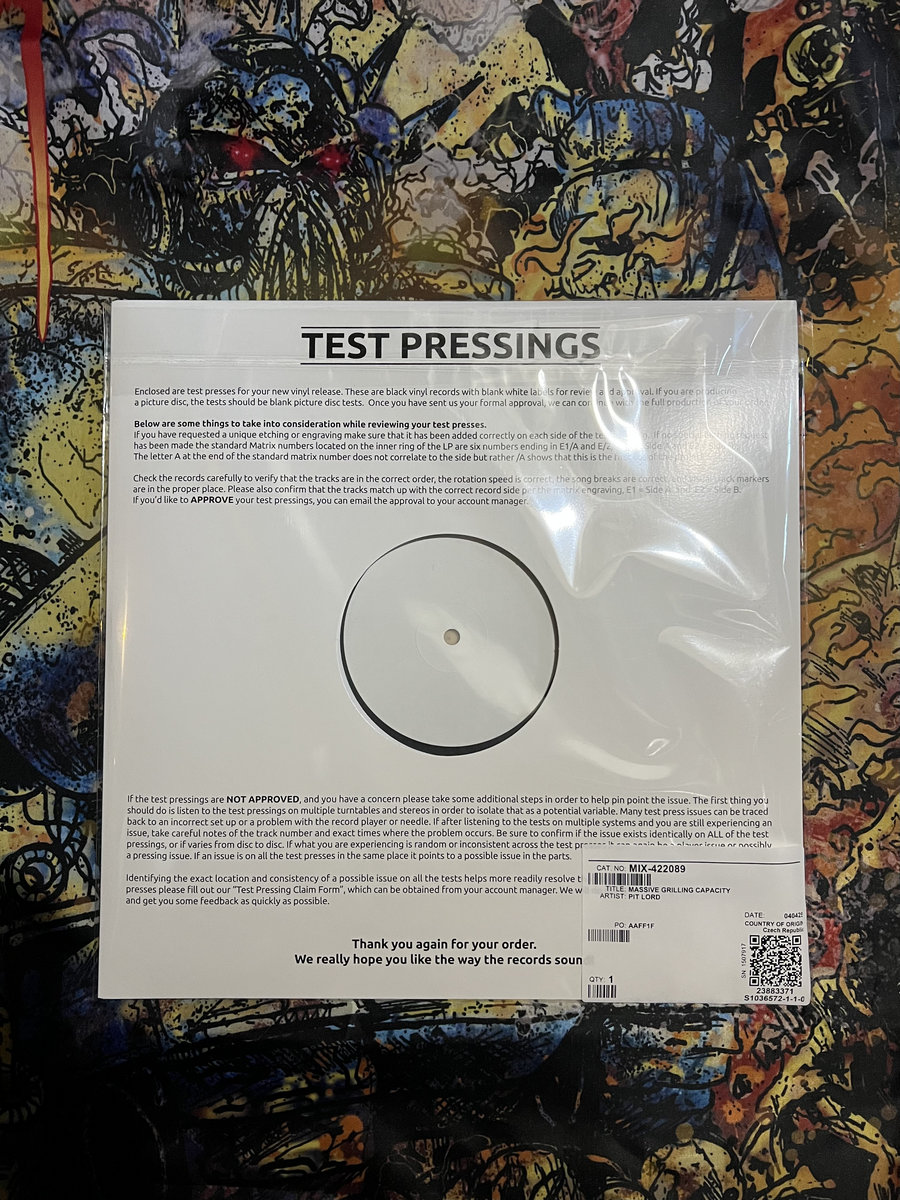 TEST PRESSINGS
Enclosed are test presses for your new vinyl release. These are black vinyl records with blank white labels for review and approval. If you are producing
a picture disc, the tests should be blank picture disc tests. Once you have sent us your formal approval, we can con with the full produc
Below are some things to take into consideration while reviewing your test presses.
If you have requested a unique etching or engraving make sure that it has been added correctly on each side of the
has been made the standard Matrix numbers located on the inner ring of the LP are six numbers ending in E1/A and E/2,
The letter A at the end of the standard matrix number does not correlate to the side but rather /A shows that this is the
Check the records carefully to verify that the tracks are in the correct order, the rotation speed is correct, the song breaks are correct, track markers
are in the proper place. Please also confirm that the tracks match up with the correct record side per the matrix engraving, E1 = Side A, Side B.
If you'd like to APPROVE your test pressings, you can email the approval to your account manager.
If the test pressings are NOT APPROVED, and you have a concern please take some additional steps in order to help pin point the issue. The first thing you
should do is listen to the test pressings on multiple turntables and stereos in order to isolate that as a potential variable. Many test press issues can be traced
back to an incorrect set up or a problem with the record player or needle. If after listening to the tests on multiple systems and you are still experiencing an
issue, take careful notes of the track number and exact times where the problem occurs. Be sure to confirm if the issue exists identically on ALL of the test
pressings, or if varies from disc to disc. If what you are experiencing is random or inconsistent across the test pressings it can again be a player issue or possibly
a pressing issue. If an issue is on all the test presses in the same place it points to a possible issue in the parts.
Identifying the exact location and consistency of a possible issue on all the tests helps more readily resolve
presses please fill out our "Test Pressing Claim Form", which can be obtained from your account manager. We w
and get you some feedback as quickly as possible.
Thank you again for your order.
We really hope you like the way the records soun
CAT. NO: MIX-422089
TITLE: MASSIVE GRILLING CAPACITY
ARTIST: PIT LORD
PO: AAFF1F
DATE: 040425
COUNTRY OF ORIGIN
Czech Republic
SN: 1507917
QTY: 1
23883371
S1036572-1-1-0